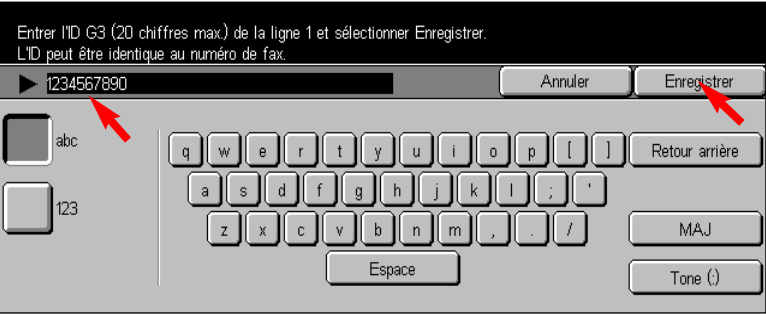 Entrer l'ID G3 (20 chiffres max.) de la ligne 1 et sélectionner Enregistrer.
L'ID peut être identique au numéro de fax.
1234567890 Annuler Enregistrer
abc
q w e r t y u i o p [ ] Retour arrière
a s d f g h j k l ; '
123
z x c v b n m , . / MAJ
Espace Tone (:)